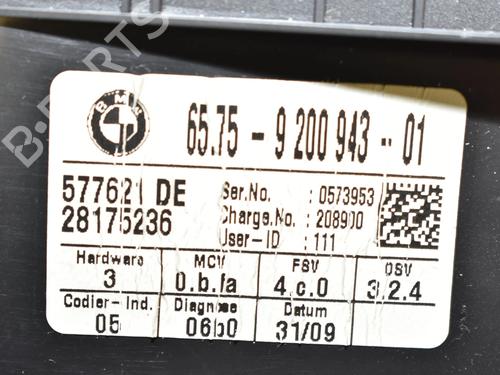 BMW
65.75 - 9 200 943 - 01
577621 DE
28175236
Ser.No. : 0573953
Charge.No. : 208900
User-ID : 111
Hardware MCV FSV OSV
3 0.b.fa 4.c.0 3.2.4
Codier-Ind. Diagnose Datum
05 06b0 31/09